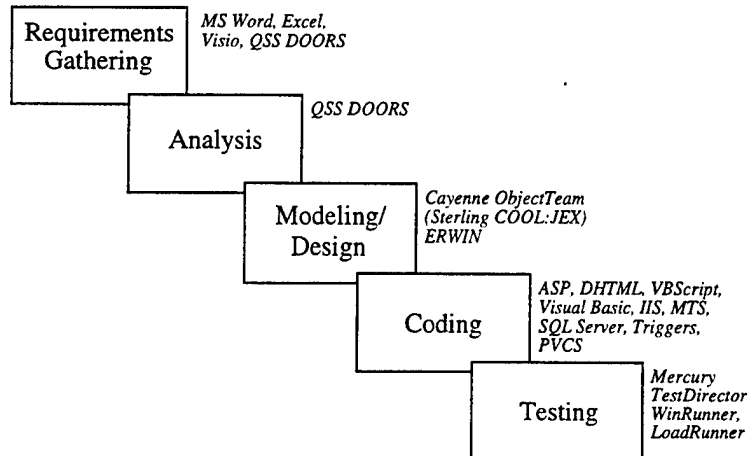 Requirements
Gathering
MS Word, Excel,
Visio, QSS DOORS
Analysis
QSS DOORS
Modeling/
Design
Cayenne ObjectTeam
(Sterling COOL:JEX)
ERWIN
Coding
ASP, DHTML, VBScript,
Visual Basic, IIS, MTS,
SQL Server, Triggers,
PVCS
Testing
Mercury
TestDirector
WinRunner,
LoadRunner